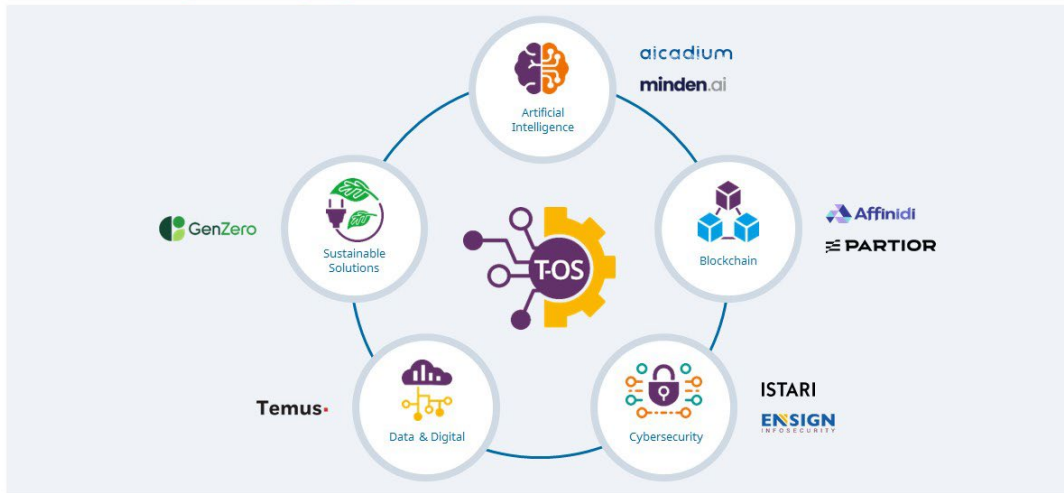 aicadium
minden.ai
Artificial
Intelligence
GenZero
Sustainable
Solutions
T-OS
Blockchain
Affinidi
PARTIOR
Temus
Data & Digital
Cybersecurity
ISTARI
ENSIGN
INFOSECURITY